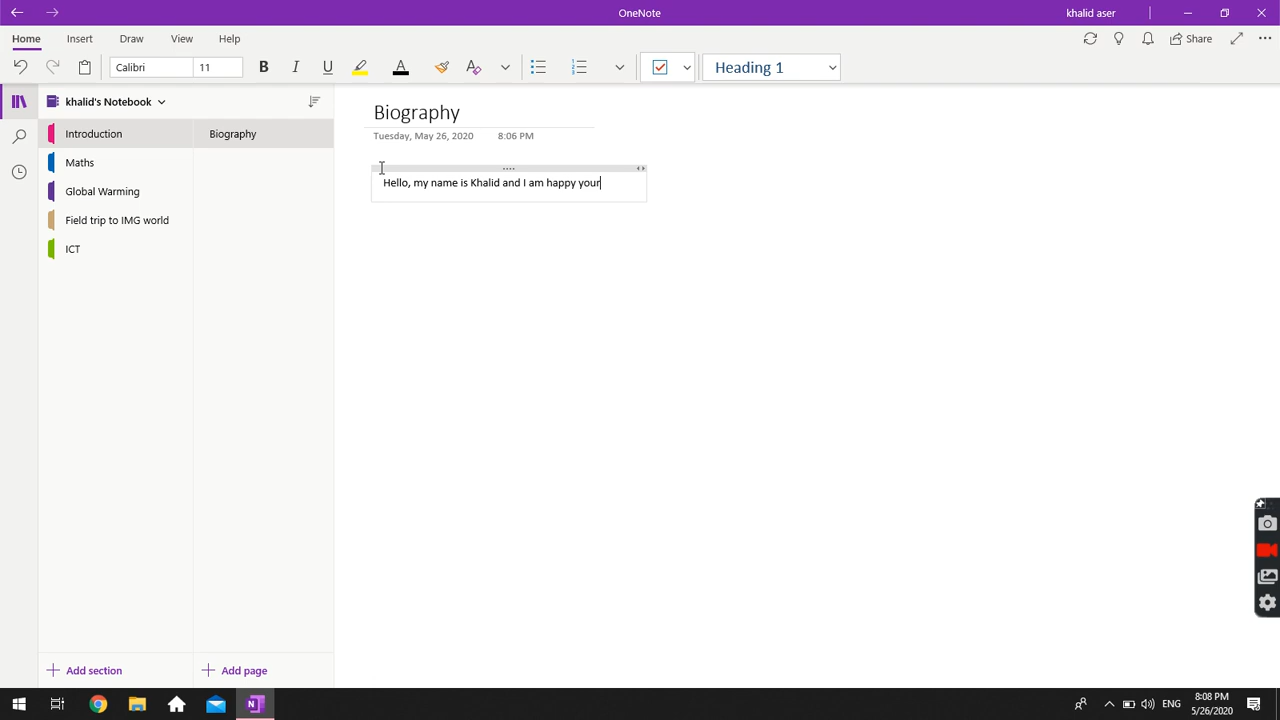 OneNote
khalid aser
Home
Insert
Draw
View
Help
Share
Calibri
11
B
I
U
A
A
Heading 1
khalid's Notebook
Introduction
Maths
Global Warming
Field trip to IMG world
ICT
Biography
Biography
Tuesday, May 26, 2020 8:06 PM
Hello, my name is Khalid and I am happy your
Add section
Add page
N
ENG
8:08 PM
5/26/2020